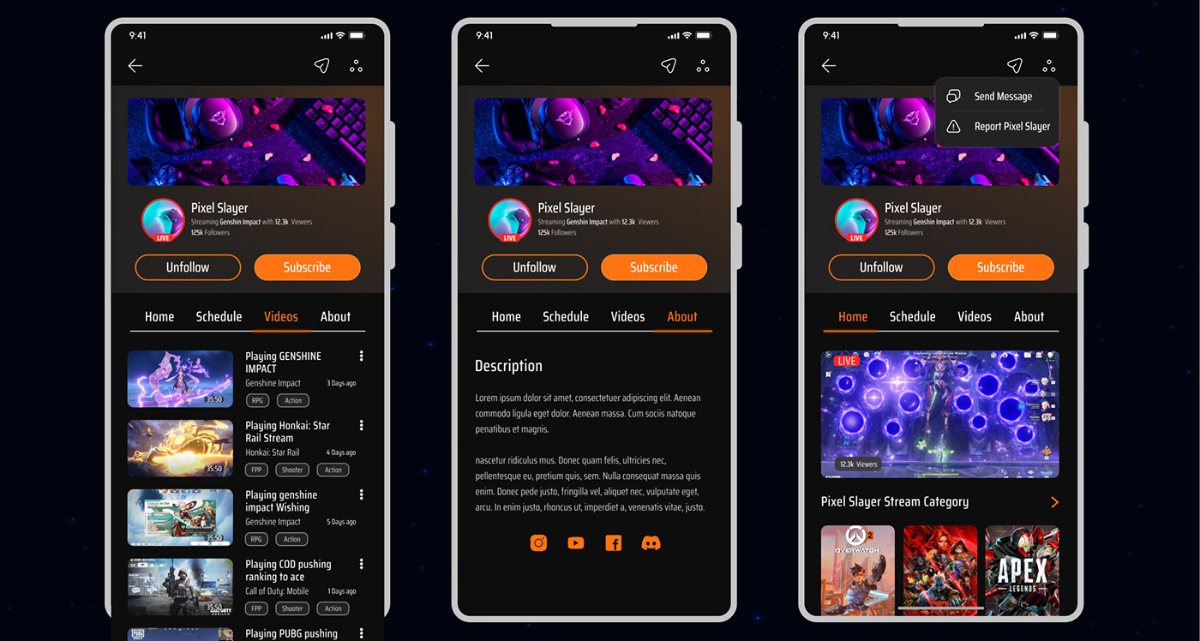 9:41
Pixel Slayer
LIVE
Streaming Genshin Impact with 12.3k Viewers
125k Followers
Unfollow
Subscribe
Home Schedule Videos About
Playing GENSHINE
IMPACT
Genshine Impact 3 Days ago
35:50
RPG Action
Playing Honkai: Star
Rail Stream
Honkai: Star Rail 4 Days ago
35:50
FPP Shooter Action
Playing genshine
impact Wishing
Genshine Impact 5 Days ago
35:50
RPG Action
Playing COD pushing
ranking to ace
Call of Duty: Mobile 1 Days ago
35:50
FPP Shooter Action
Playing PUBG pushing
9:41
Pixel Slayer
LIVE
Streaming Genshin Impact with 12.3k Viewers
125k Followers
Unfollow
Subscribe
Home Schedule Videos About
Description
Lorem ipsum dolor sit amet, consectetuer adipiscing elit. Aenean
commodo ligula eget dolor. Aenean massa. Cum sociis natoque
penatibus et magnis.
nascetur ridiculus mus. Donec quam felis, ultricies nec,
pellentesque eu, pretium quis, sem. Nulla consequat massa quis
enim. Donec pede justo, fringilla vel, aliquet nec, vulputate eget,
arcu. In enim justo, rhoncus ut, imperdiet a, venenatis vitae, justo.
9:41
Send Message
Report Pixel Slayer
Pixel Slayer
LIVE
Streaming Genshin Impact with 12.3k Viewers
125k Followers
Unfollow
Subscribe
Home Schedule Videos About
LIVE
12.3k Viewers
Pixel Slayer Stream Category
OVERWATCH 2
APEX
LEGENDS